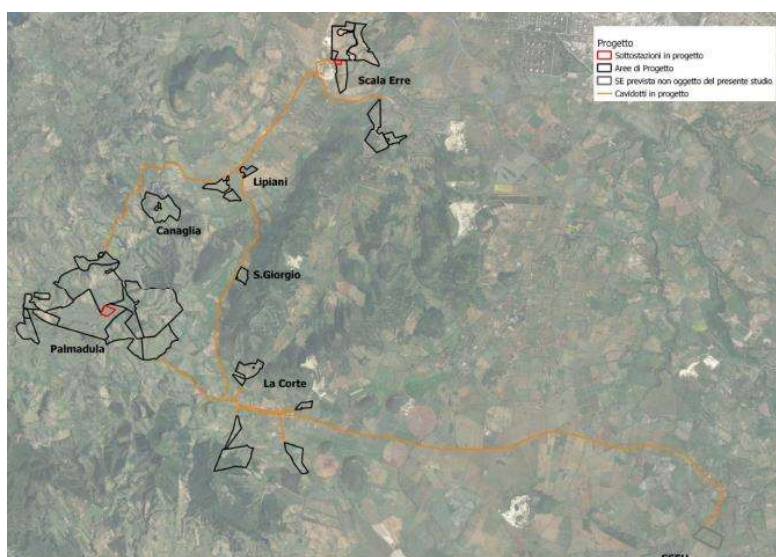 Progetto
Sottostazioni in progetto
Aree di Progetto
SE prevista non oggetto del presente studio
Cavidotti in progetto
Scala Erre
Lipiani
Canaglia
S.Giorgio
Palmadula
La Corte